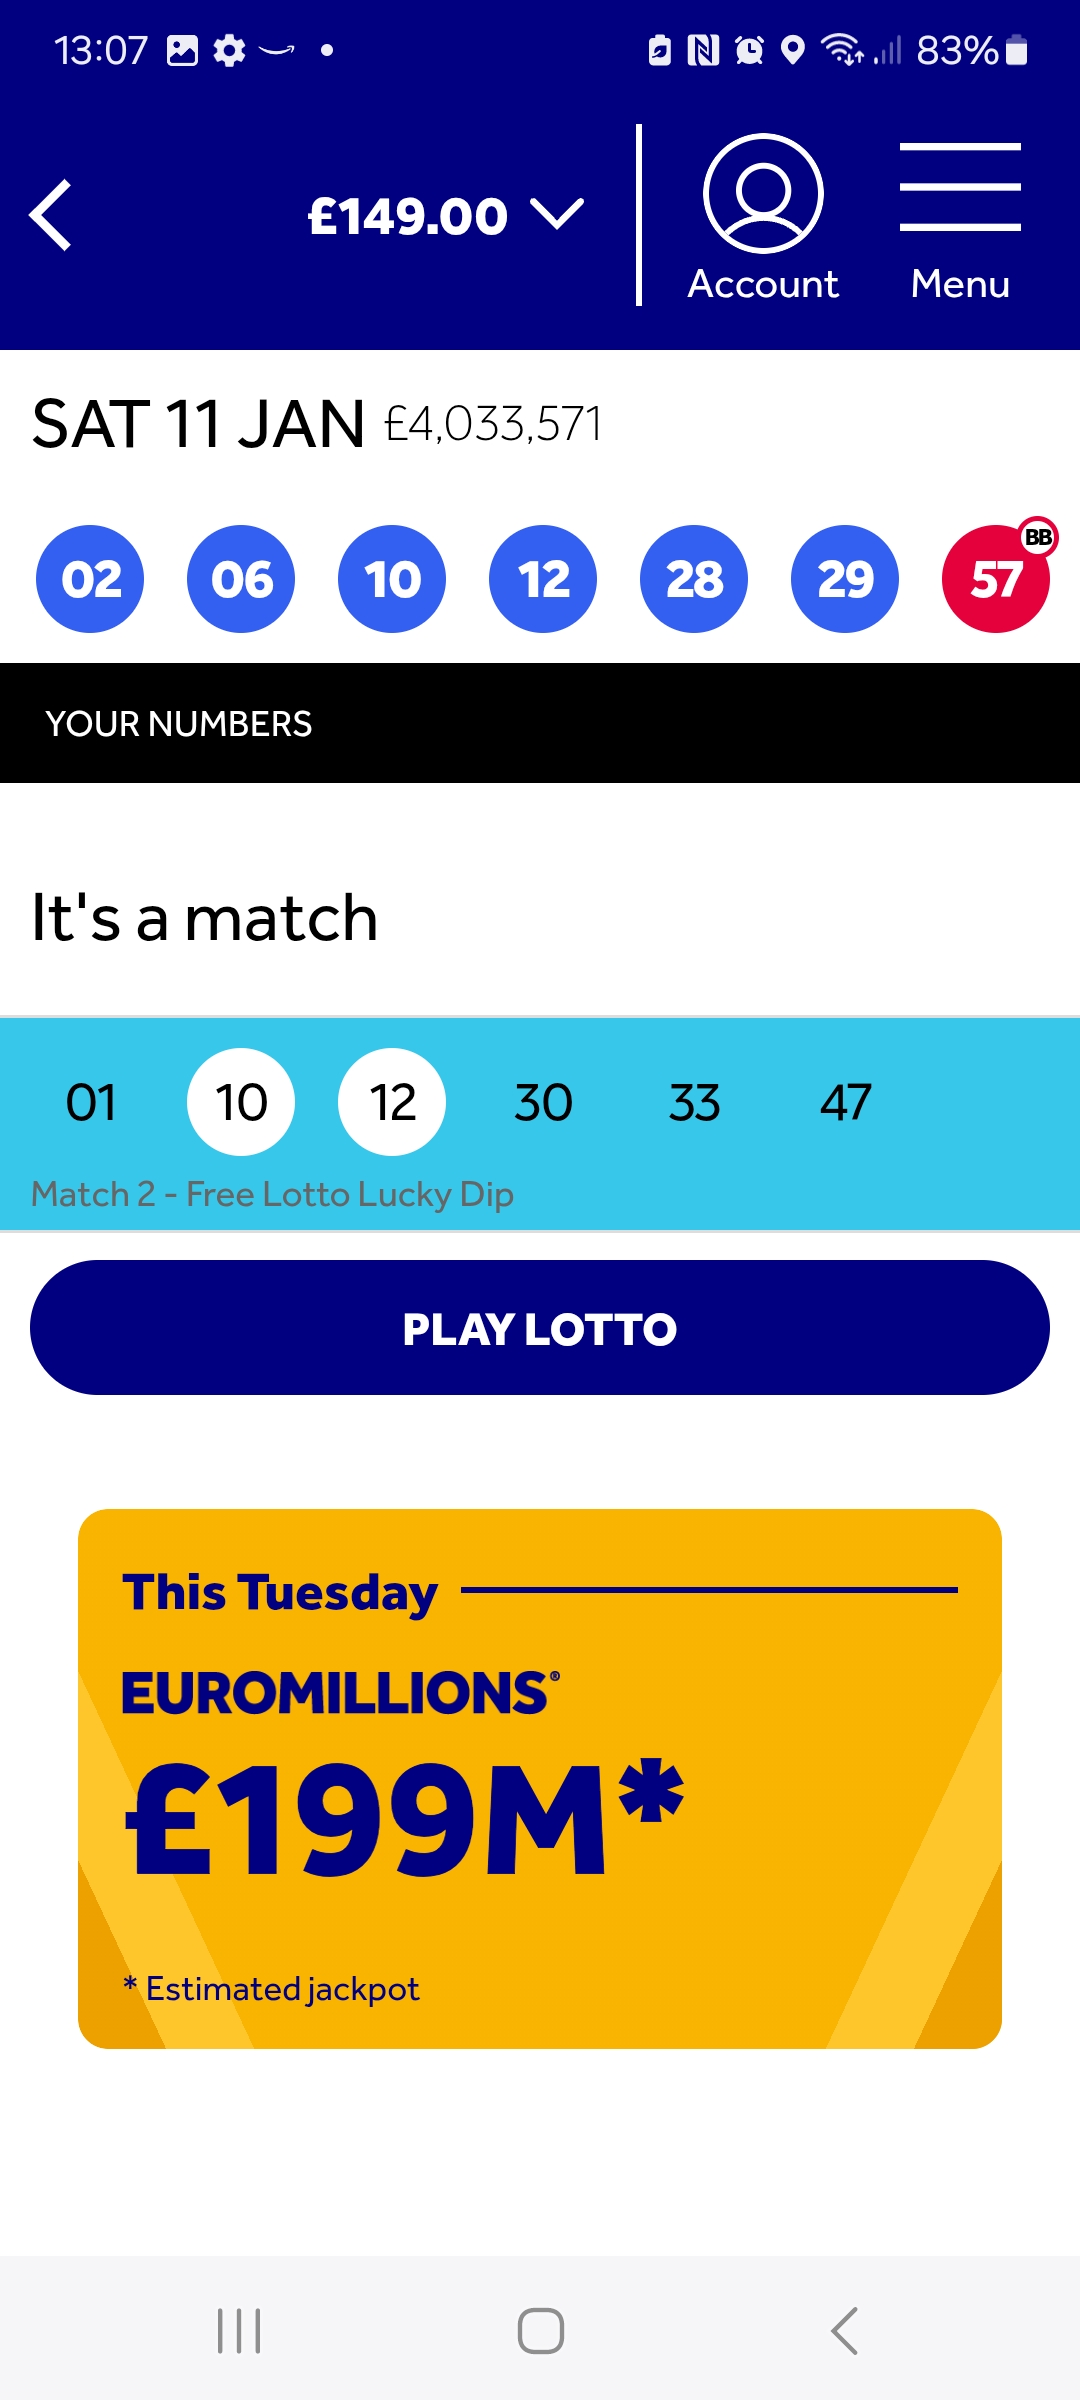 13:07 83%
£149.00
Account Menu
SAT 11 JAN £4,033,571
02 06 10 12 28 29 57 BB
YOUR NUMBERS
It's a match
01 10 12 30 33 47
Match 2 - Free Lotto Lucky Dip
PLAY LOTTO
This Tuesday
EUROMILLIONS®
£199M*
* Estimated jackpot